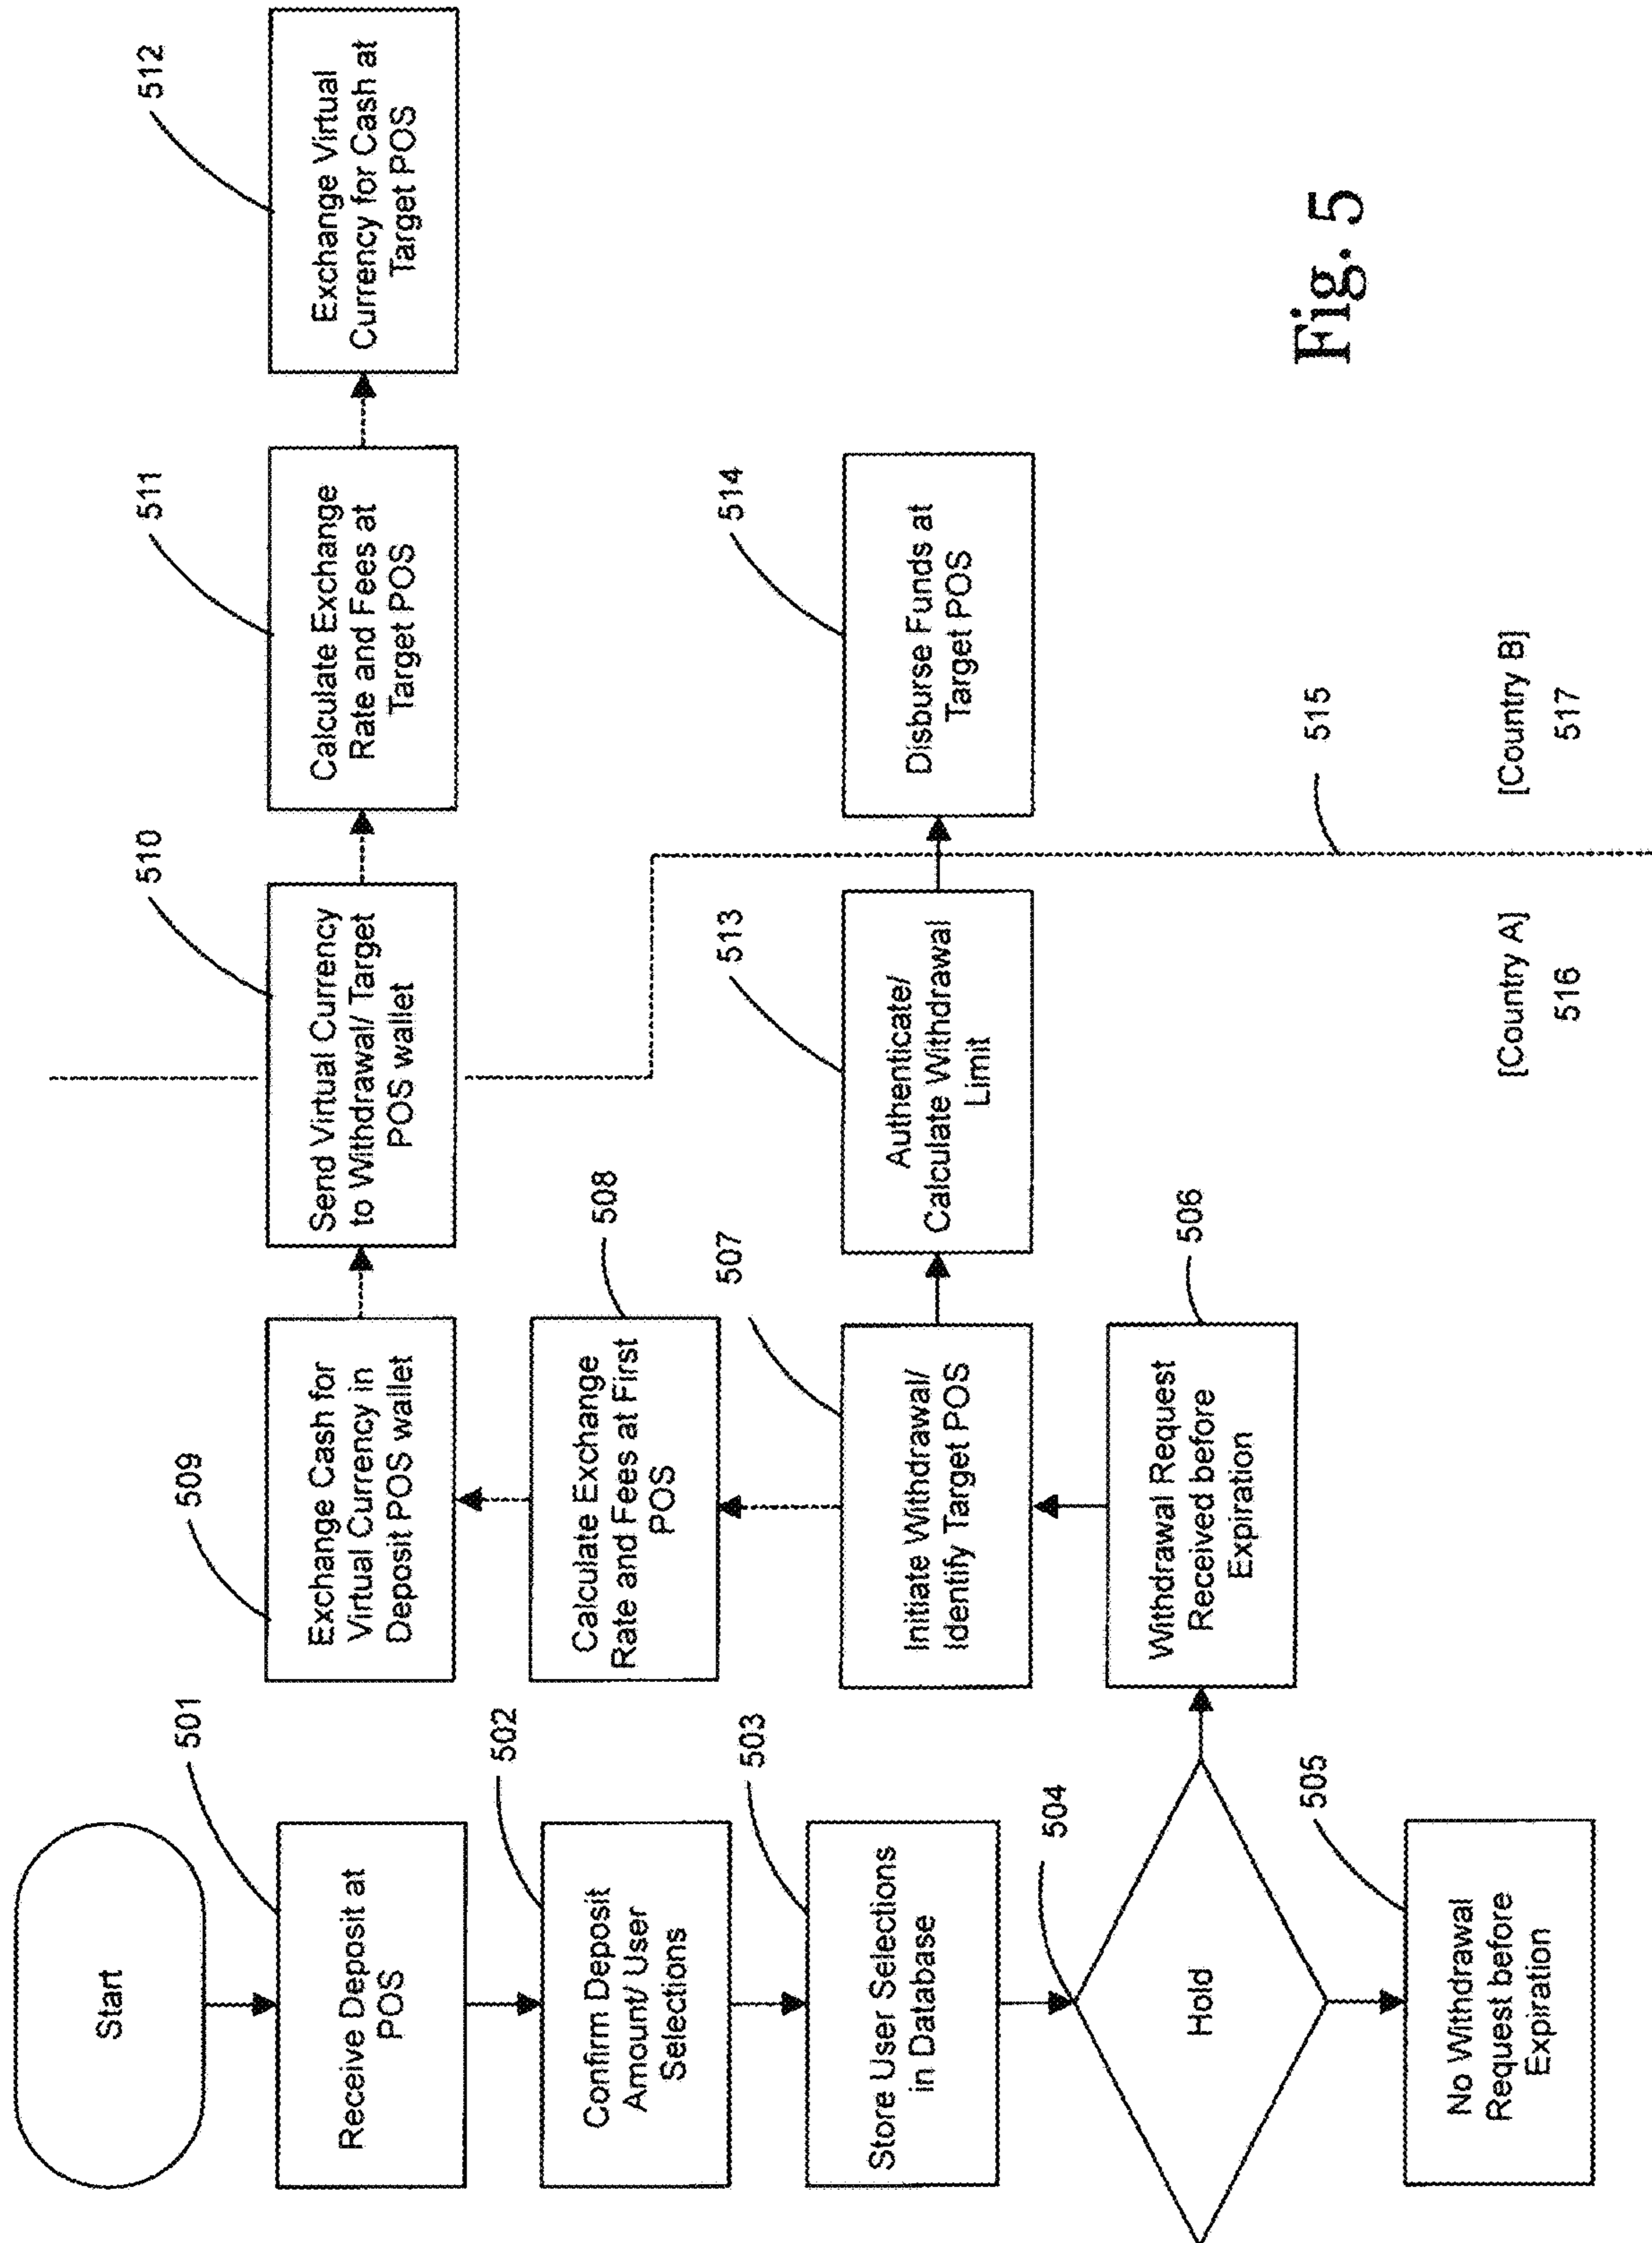 Start
501
Receive Deposit at
POS
502
Confirm Deposit
Amount/ User
Selections
503
Store User Selections
in Database
504
Hold
505
No Withdrawal
Request before
Expiration
506
Withdrawal Request
Received before
Expiration
507
Initiate Withdrawal/
Identify Target POS
508
Calculate Exchange
Rate and Fees at First
POS
509
Exchange Cash for
Virtual Currency in
Deposit POS wallet
510
Send Virtual Currency
to Withdrawal/ Target
POS wallet
511
Calculate Exchange
Rate and Fees at
Target POS
512
Exchange Virtual
Currency for Cash at
Target POS
513
Authenticate/
Calculate Withdrawal
Limit
514
Disburse Funds at
Target POS
515
[Country A]
516
[Country B]
517
Fig. 5